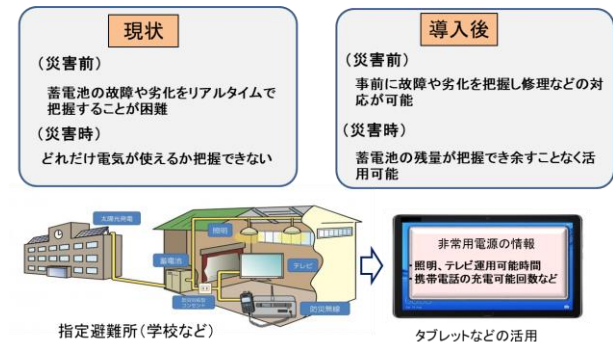 現状
(災害前)
蓄電池の故障や劣化をリアルタイムで
把握することが困難
(災害時)
どれだけ電気が使えるか把握できない
導入後
(災害前)
事前に故障や劣化を把握し修理などの対
応が可能
(災害時)
蓄電池の残量が把握でき余すことなく活
用可能
太陽光発電
照明
蓄電池
テレビ
コンセント
防災無線
指定避難所(学校など)
非常用電源の情報
・照明、テレビ運用可能時間
・携帯電話の充電可能回数など
タブレットなどの活用